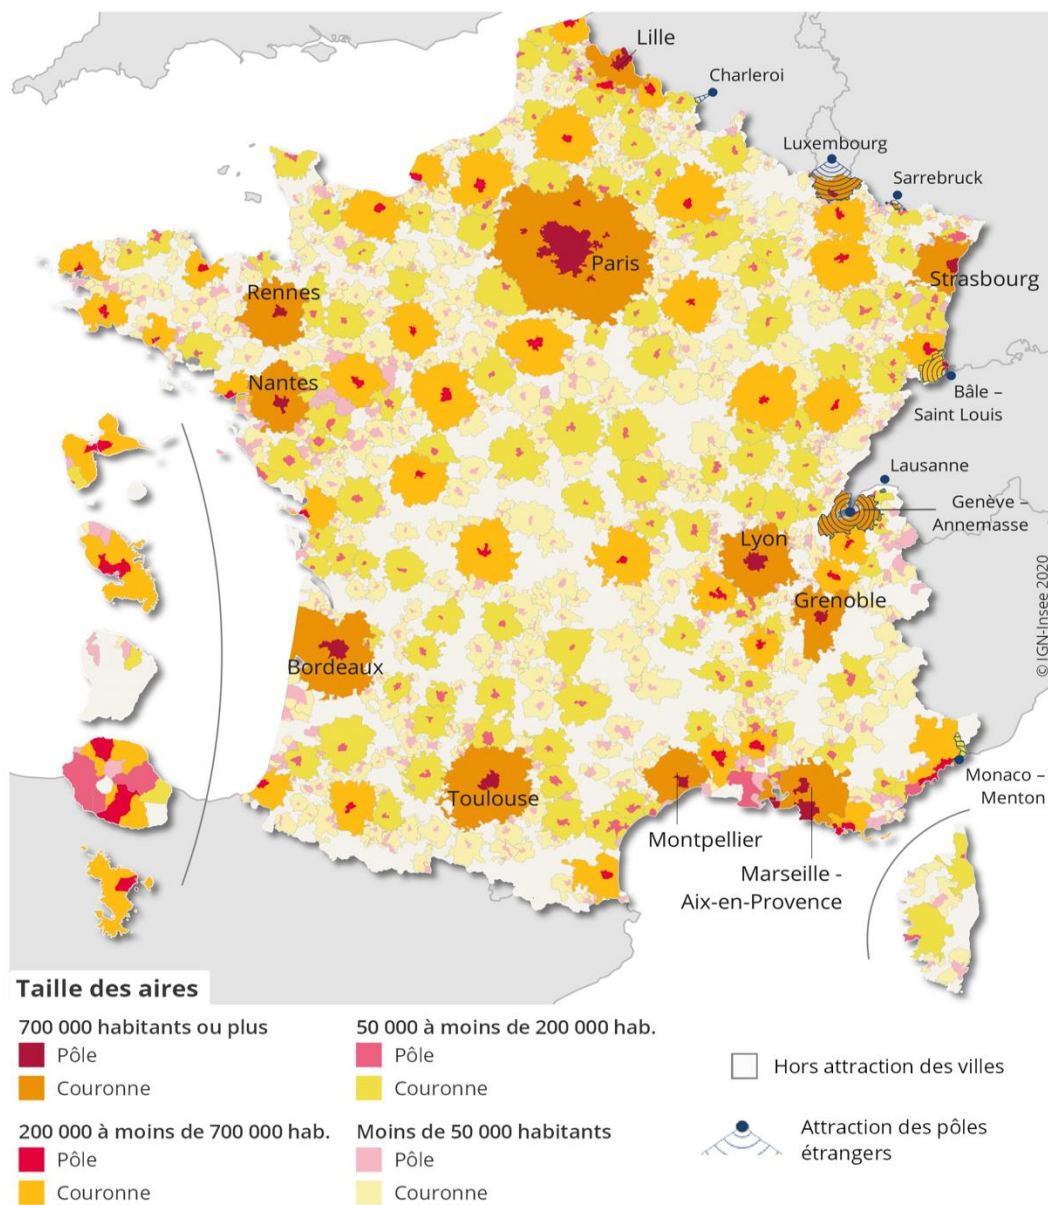 Lille
Charleroi
Luxembourg
Sarrebruck
Paris
Strasbourg
Rennes
Nantes
Bâle –
Saint Louis
Lausanne
Genève –
Annemasse
Lyon
Grenoble
Bordeaux
Toulouse
Montpellier
Marseille -
Aix-en-Provence
Monaco –
Menton
© IGN-Insee 2020
Taille des aires
700 000 habitants ou plus
Pôle
Couronne
200 000 à moins de 700 000 hab.
Pôle
Couronne
50 000 à moins de 200 000 hab.
Pôle
Couronne
Moins de 50 000 habitants
Pôle
Couronne
Hors attraction des villes
Attraction des pôles
étrangers